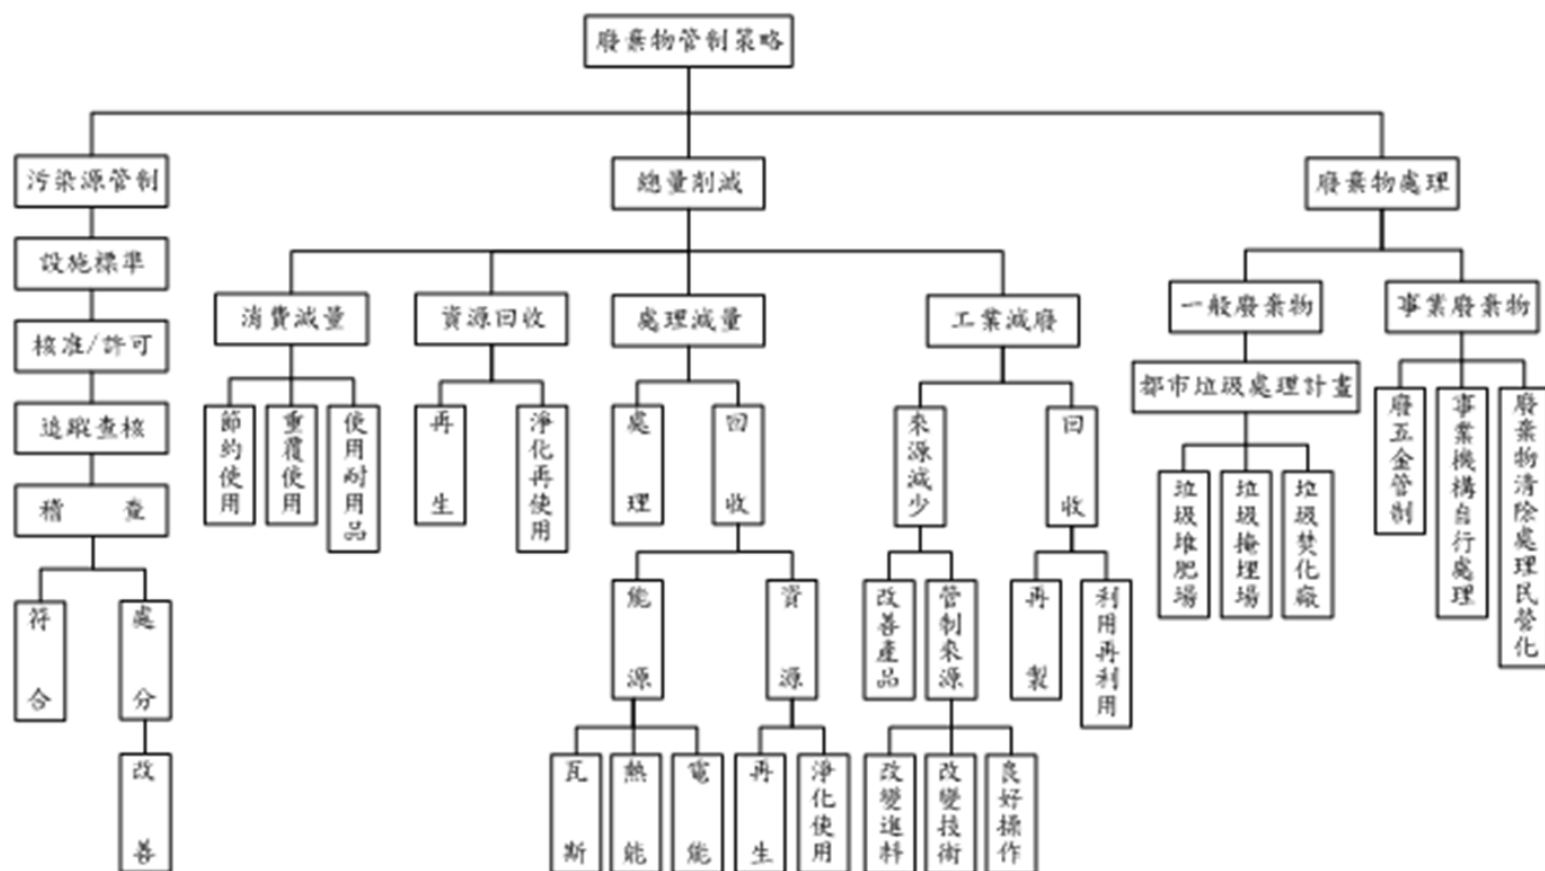 廢棄物管制策略
污染源管制
總量削減
廢棄物處理
設施標準
核准/許可
追蹤查核
稽查
符合
處分
改善
消費減量
資源回收
處理減量
工業減廢
節約使用
重覆使用
使用耐用品
再生
淨化再使用
處理
回收
能源
資源
瓦斯
熱能
電能
再生
淨化使用
來源減少
回收
改善產品
管制來源
再製
利用再利用
改變進料
改變技術
良好操作
一般廢棄物
事業廢棄物
都市垃圾處理計畫
垃圾堆肥場
垃圾掩埋場
垃圾焚化廠
廢五金管制
事業機構自行處理
廢棄物清除處理民營化